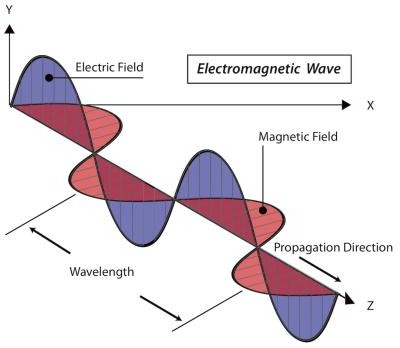 Y
Electric Field
Electromagnetic Wave
X
Magnetic Field
Propagation Direction
Wavelength
Z